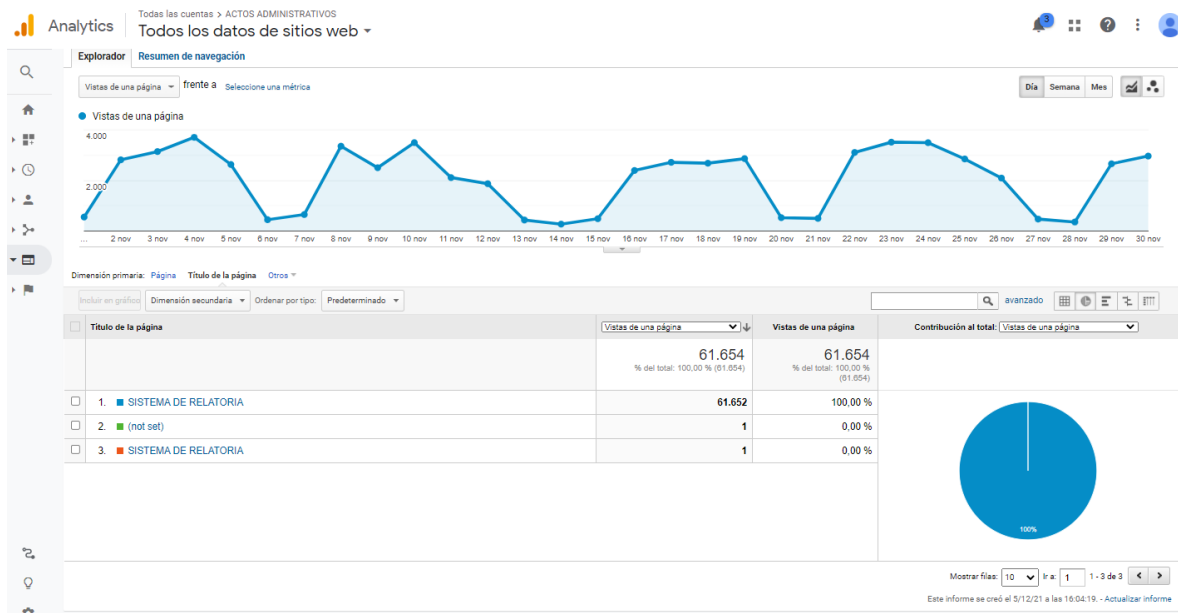 Analytics
Todas las cuentas > ACTOS ADMINISTRATIVOS
Todos los datos de sitios web
3
Explorador Resumen de navegación
Vistas de una página frente a Seleccione una métrica
Día Semana Mes
Vistas de una página
4.000
2.000
... 2 nov 3 nov 4 nov 5 nov 6 nov 7 nov 8 nov 9 nov 10 nov 11 nov 12 nov 13 nov 14 nov 15 nov 16 nov 17 nov 18 nov 19 nov 20 nov 21 nov 22 nov 23 nov 24 nov 25 nov 26 nov 27 nov 28 nov 29 nov 30 nov
Dimensión primaria: Página Título de la página Otros
Incluir en gráfico Dimensión secundaria Ordenar por tipo: Predeterminado avanzado
Título de la página Vistas de una página Vistas de una página Contribución al total: Vistas de una página
61.654 61.654
% del total: 100,00 % (61.654) % del total: 100,00 %
(61.654)
1. SISTEMA DE RELATORIA 61.652 100,00 %
2. (not set) 1 0,00 %
3. SISTEMA DE RELATORIA 1 0,00 %
100%
Mostrar filas: 10 Ir a: 1 1 - 3 de 3
Este informe se creó el 5/12/21 a las 16:04:19. - Actualizar informe